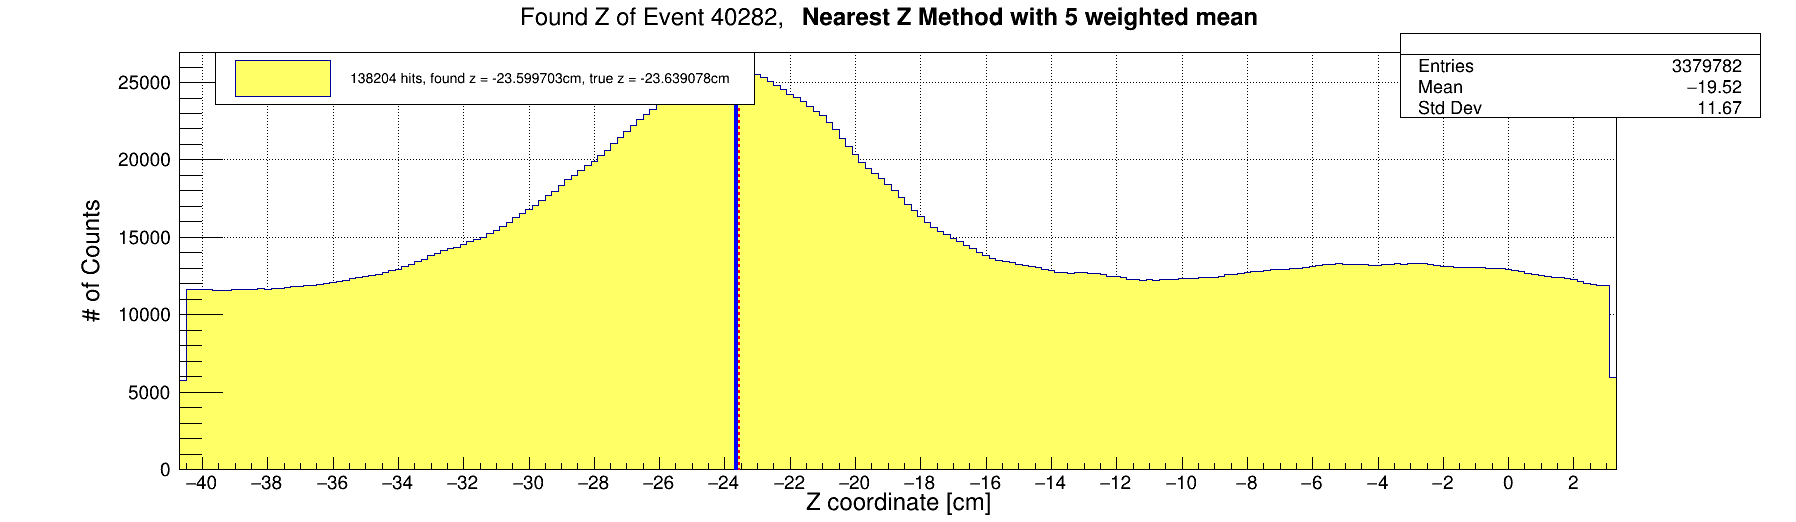 Found Z of Event 40282, Nearest Z Method with 5 weighted mean
138204 hits, found z = -23.599703cm, true z = -23.639078cm
Entries 3379782
Mean −19.52
Std Dev 11.67
25000
20000
15000
10000
5000
0
# of Counts
−40 −38 −36 −34 −32 −30 −28 −26 −24 −22 −20 −18 −16 −14 −12 −10 −8 −6 −4 −2 0 2
Z coordinate [cm]